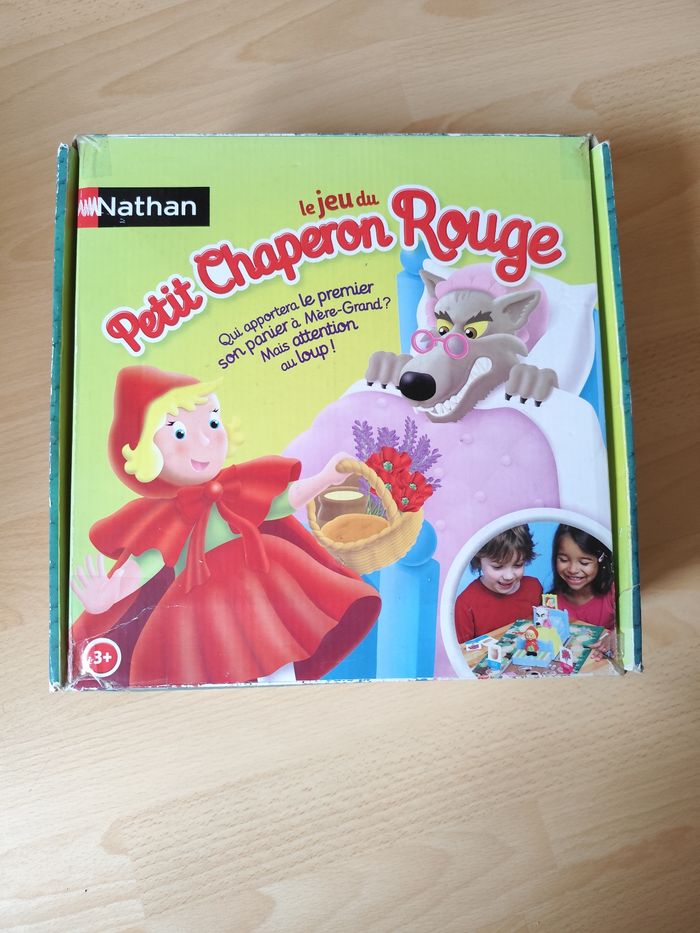 Nathan
le jeu du
Petit Chaperon Rouge
Qui apportera le premier
son panier à Mère-Grand?
Mais attention
au loup !
3+